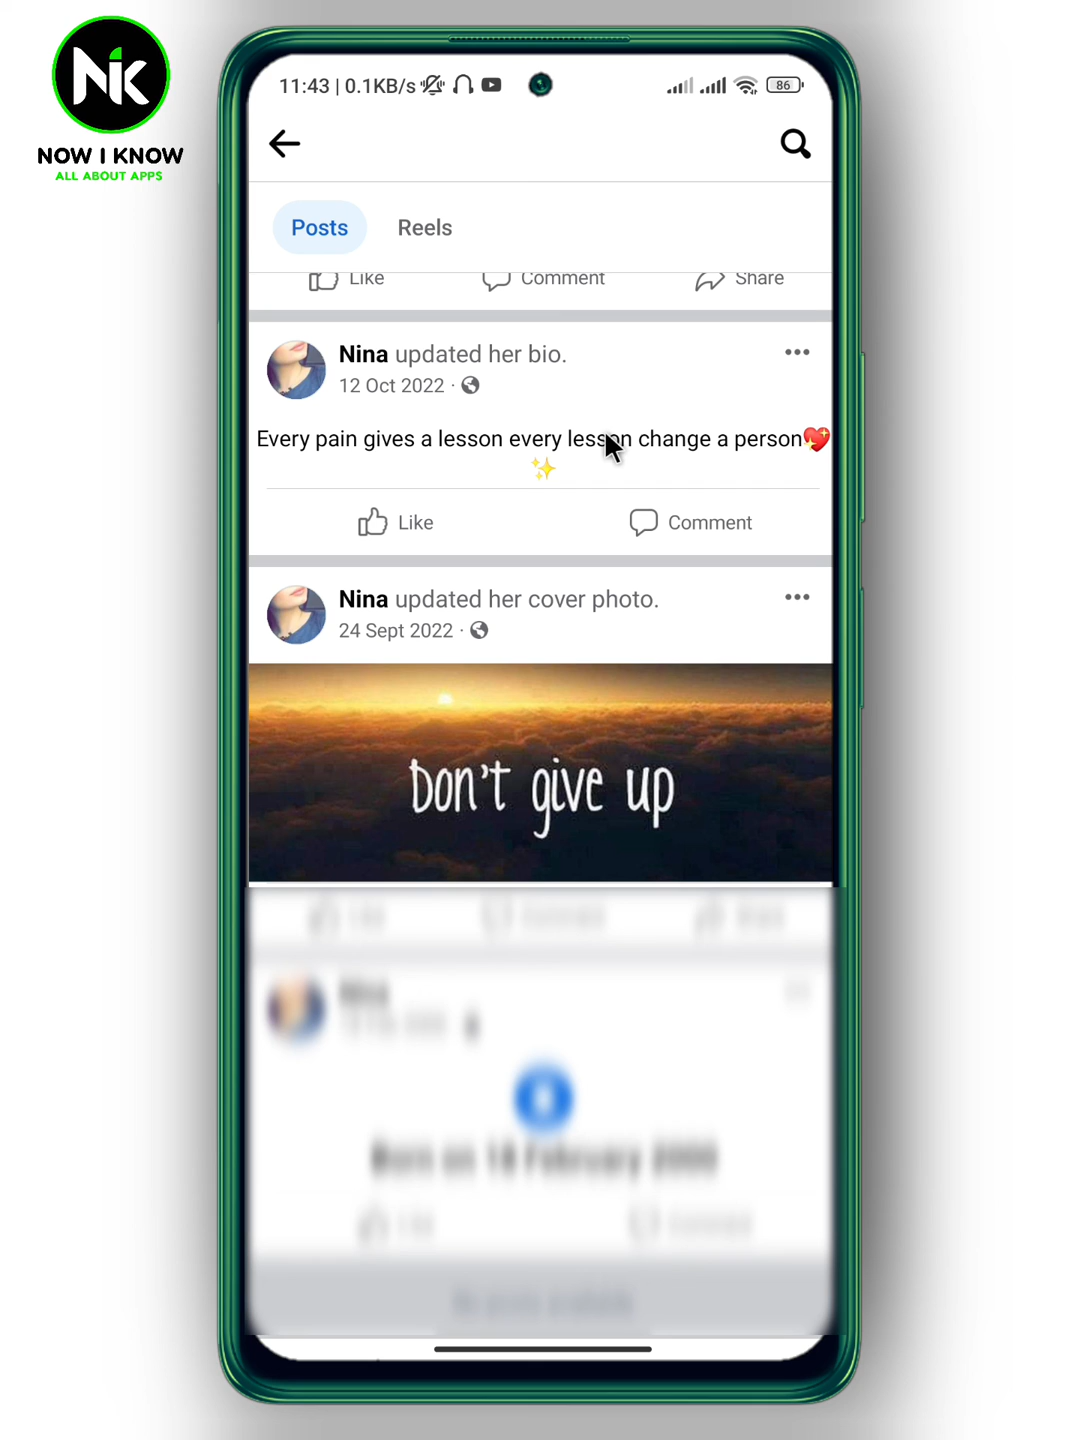 NiK
NOW I KNOW
ALL ABOUT APPS
11:43 | 0.1KB/s
86
Posts Reels
Like Comment Share
Nina updated her bio.
12 Oct 2022 ·
Every pain gives a lesson every lesson change a person💖
✨
Like Comment
Nina updated her cover photo.
24 Sept 2022 ·
Don't give up